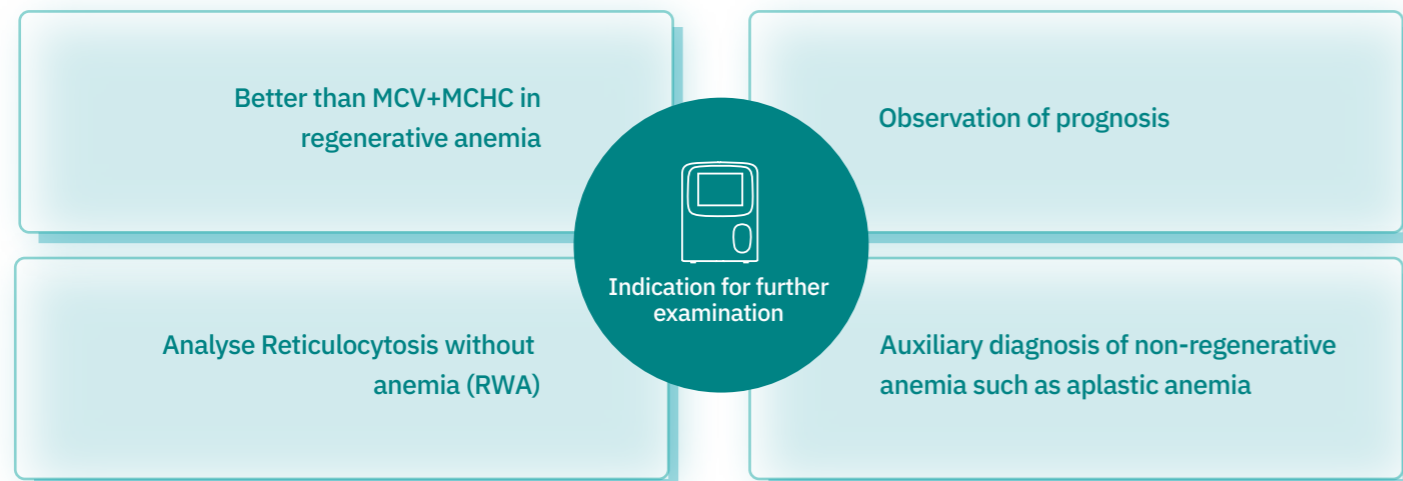 Better than MCV+MCHC in
regenerative anemia
Observation of prognosis
Indication for further
examination
Analyse Reticulocytosis without
anemia (RWA)
Auxiliary diagnosis of non-regenerative
anemia such as aplastic anemia